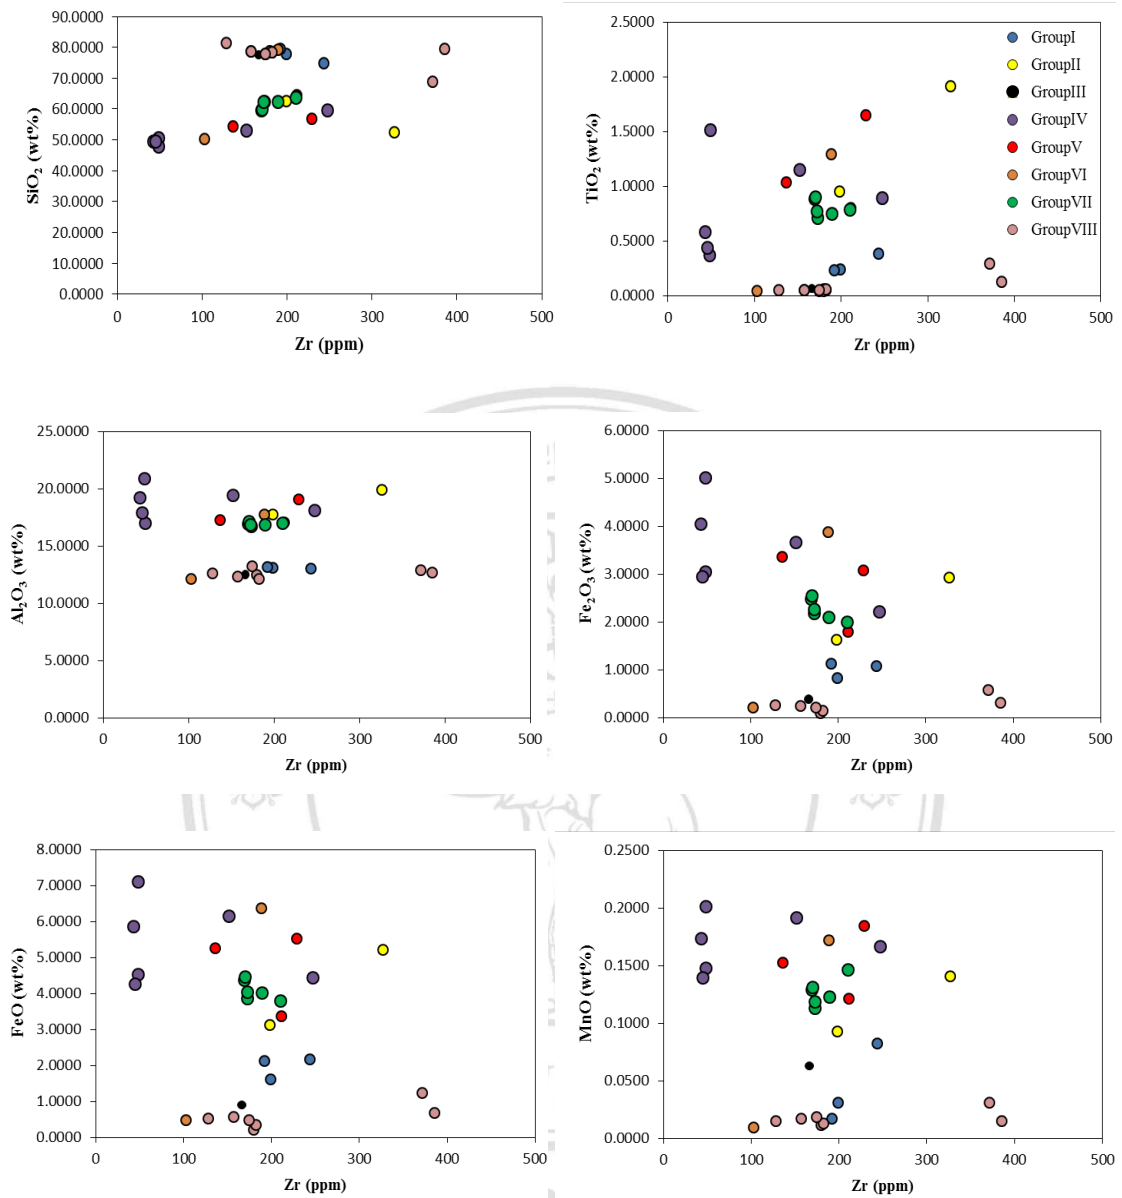 90.0000
80.0000
70.0000
60.0000
50.0000
40.0000
30.0000
20.0000
10.0000
0.0000
SiO₂ (wt%)
0 100 200 300 400 500
Zr (ppm)
2.5000
2.0000
1.5000
1.0000
0.5000
0.0000
TiO₂ (wt%)
0 100 200 300 400 500
Zr (ppm)
GroupI
GroupII
GroupIII
GroupIV
GroupV
GroupVI
GroupVII
GroupVIII
25.0000
20.0000
15.0000
10.0000
5.0000
0.0000
Al₂O₃ (wt%)
0 100 200 300 400 500
Zr (ppm)
6.0000
5.0000
4.0000
3.0000
2.0000
1.0000
0.0000
Fe₂O₃ (wt%)
0 100 200 300 400 500
Zr (ppm)
8.0000
7.0000
6.0000
5.0000
4.0000
3.0000
2.0000
1.0000
0.0000
FeO (wt%)
0 100 200 300 400 500
Zr (ppm)
0.2500
0.2000
0.1500
0.1000
0.0500
0.0000
MnO (wt%)
0 100 200 300 400 500
Zr (ppm)